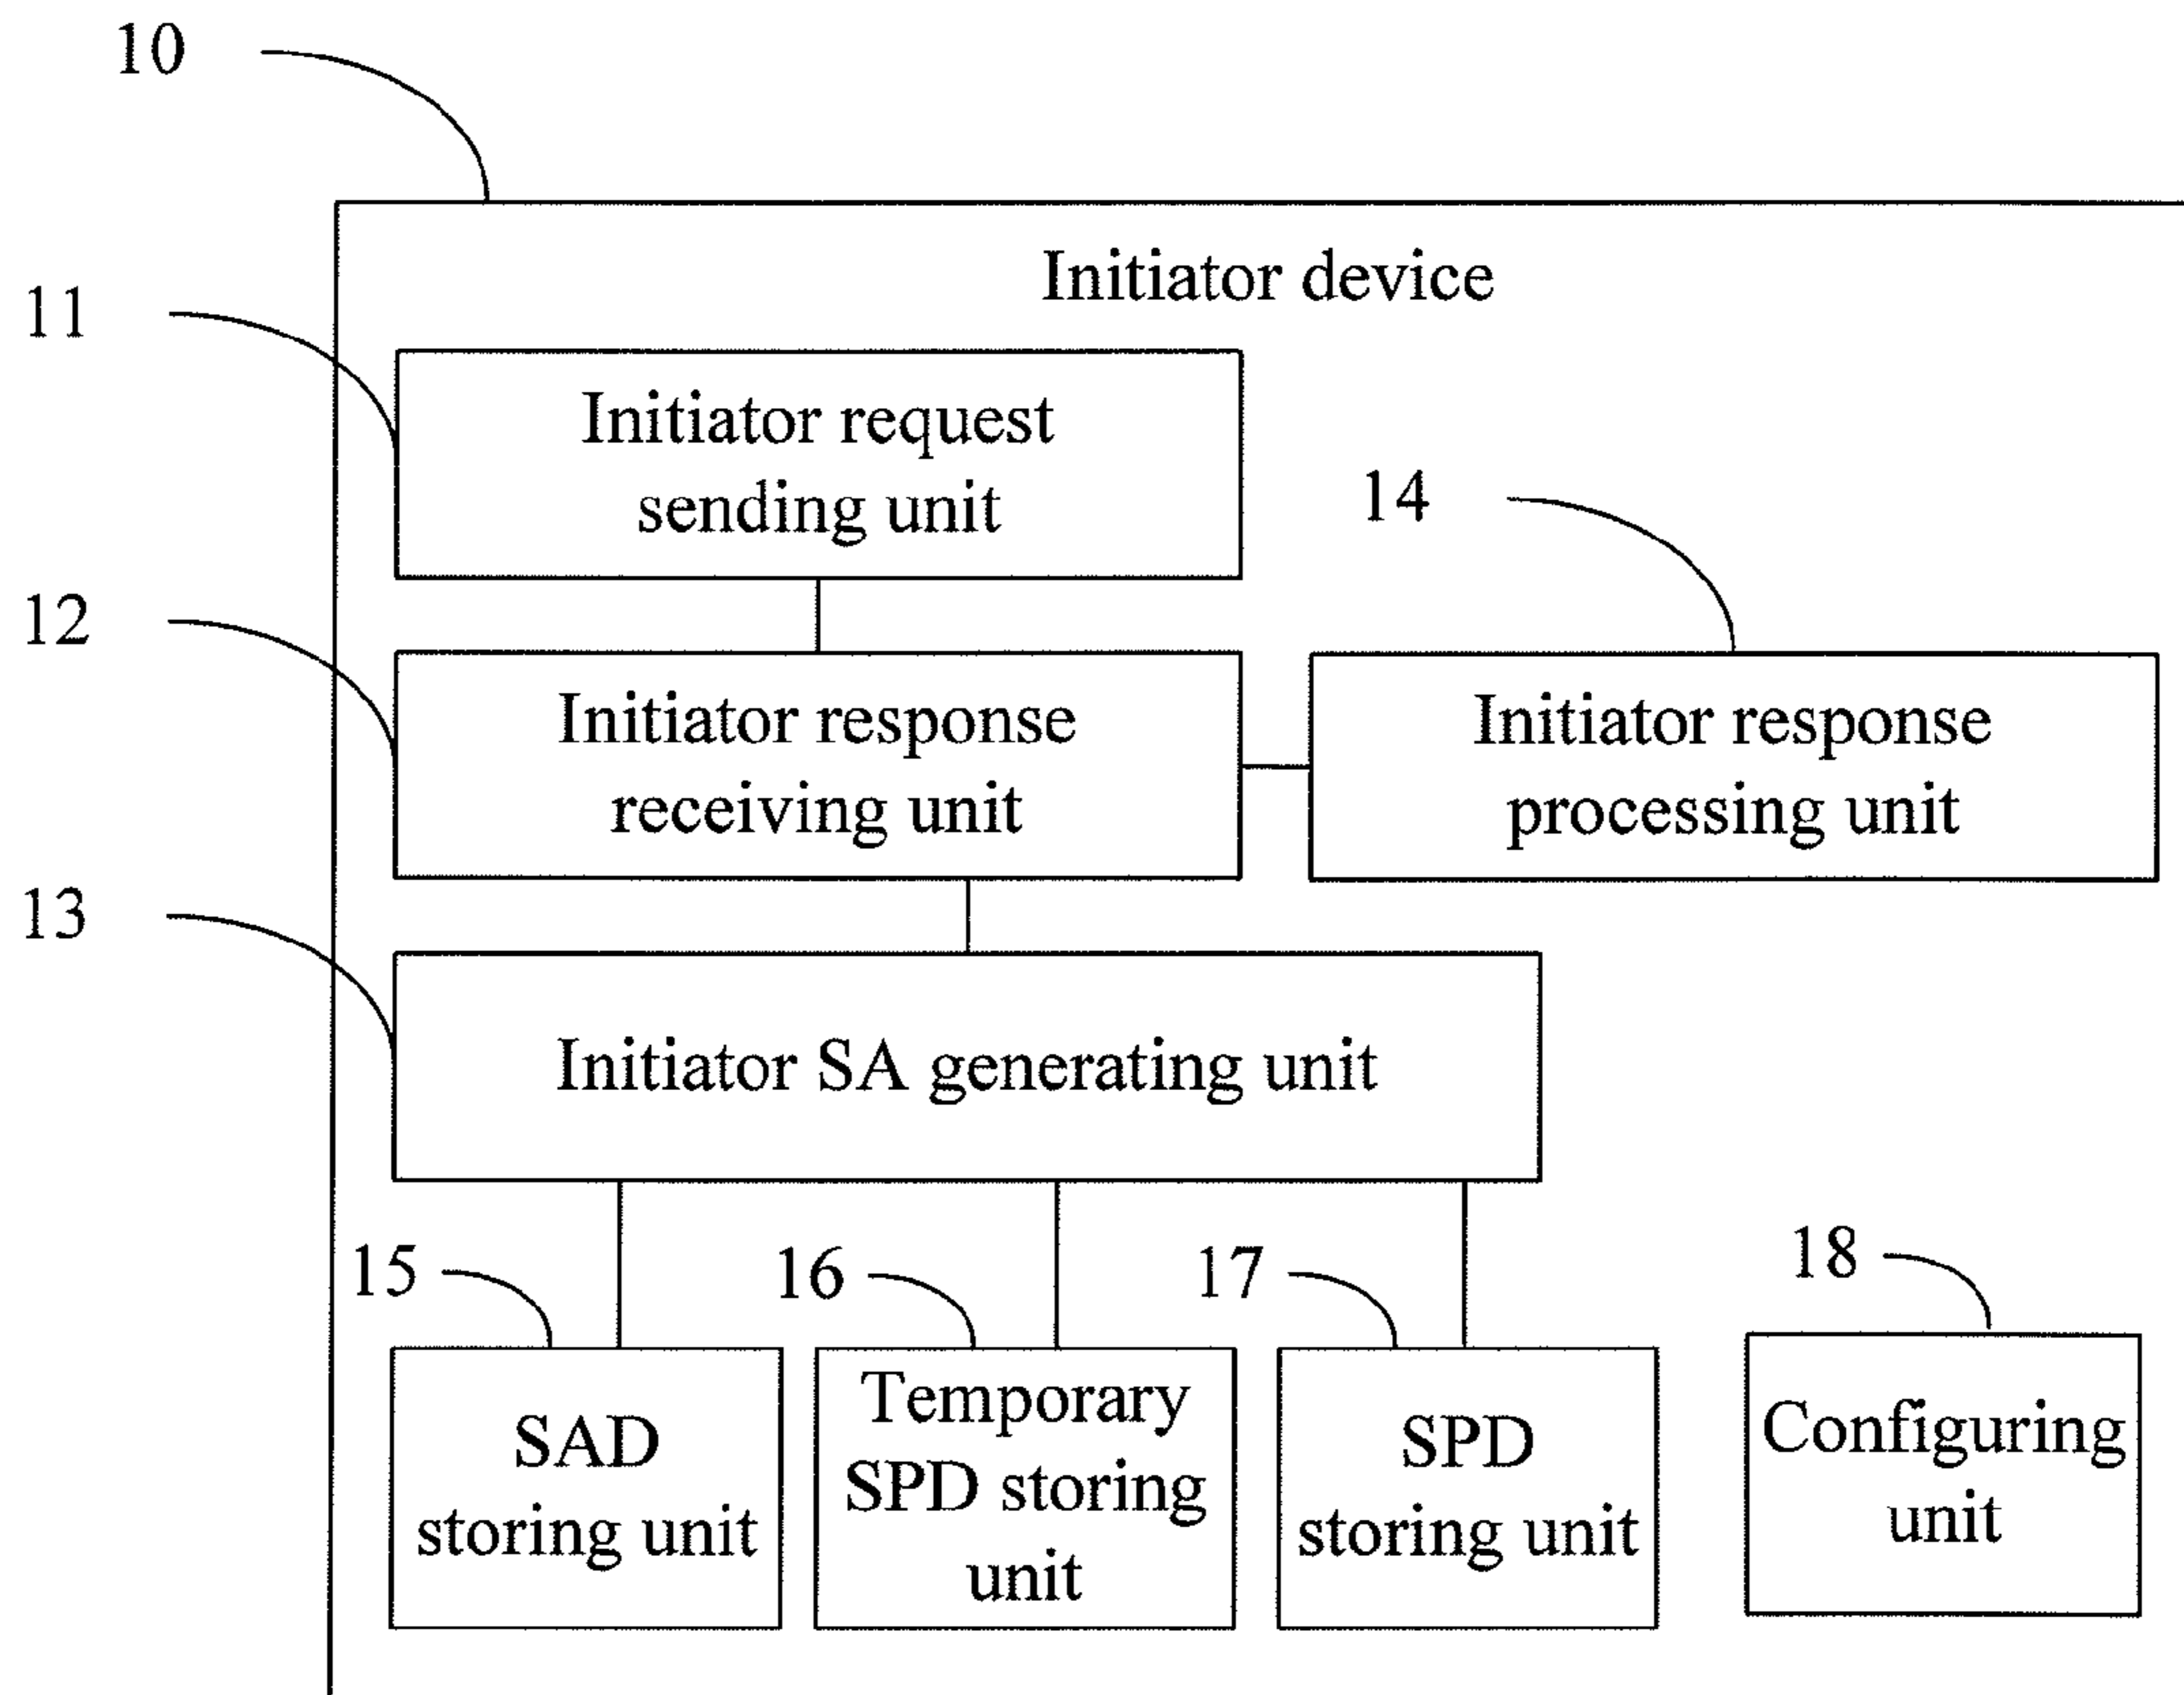 10
Initiator device
11
Initiator request
sending unit
14
12
Initiator response
receiving unit
Initiator response
processing unit
13
Initiator SA generating unit
15
16
17
18
SAD
storing unit
Temporary
SPD storing
unit
SPD
storing unit
Configuring
unit